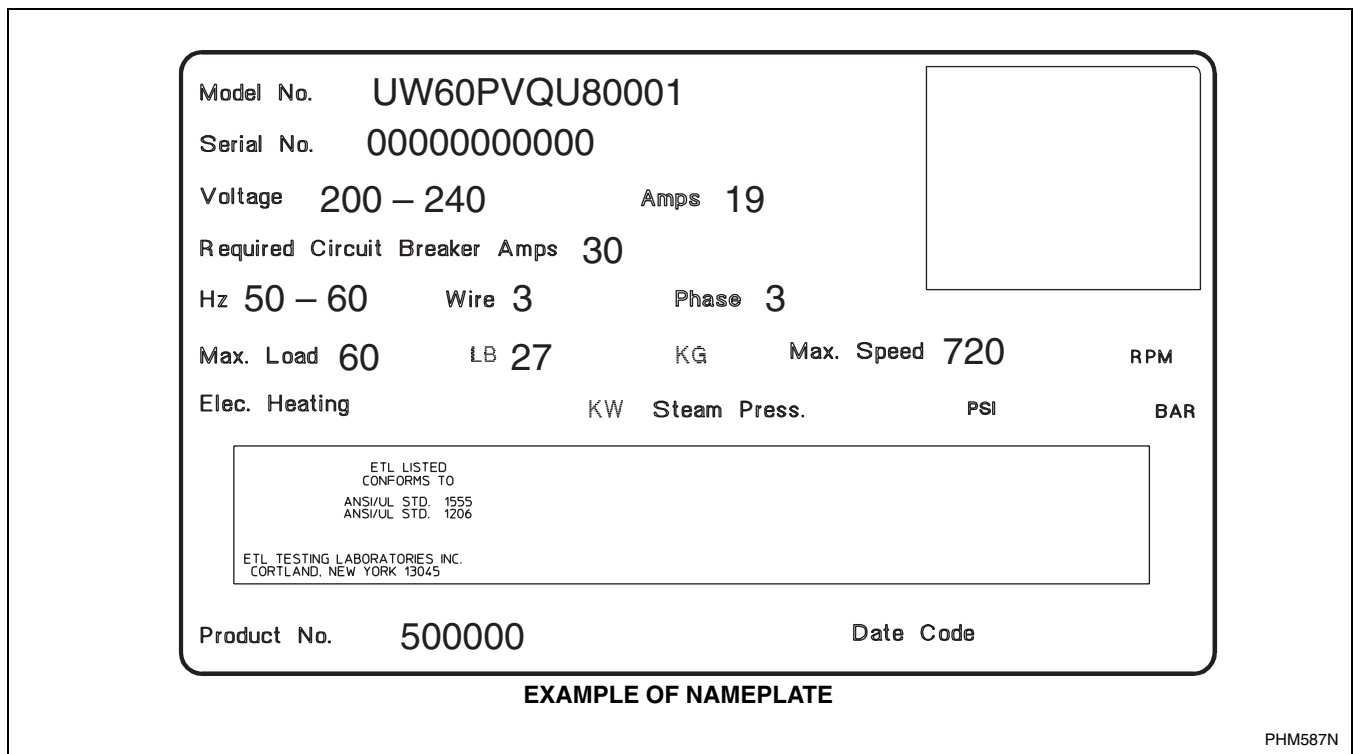 Model No. UW60PVQU80001
Serial No. 00000000000
Voltage 200 – 240 Amps 19
Required Circuit Breaker Amps 30
Hz 50 – 60 Wire 3 Phase 3
Max. Load 60 LB 27 KG Max. Speed 720 RPM
Elec. Heating KW Steam Press. PSI BAR
ETL LISTED
CONFORMS TO
ANSI/UL STD. 1555
ANSI/UL STD. 1206
ETL TESTING LABORATORIES INC.
CORTLAND, NEW YORK 13045
Product No. 500000 Date Code
EXAMPLE OF NAMEPLATE
PHM587N